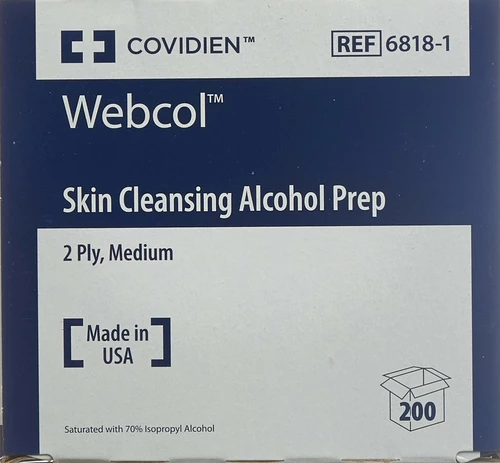 COVIDIEN™
REF 6818-1
Webcol™
Skin Cleansing Alcohol Prep
2 Ply, Medium
Made in
USA
200
Saturated with 70% Isopropyl Alcohol